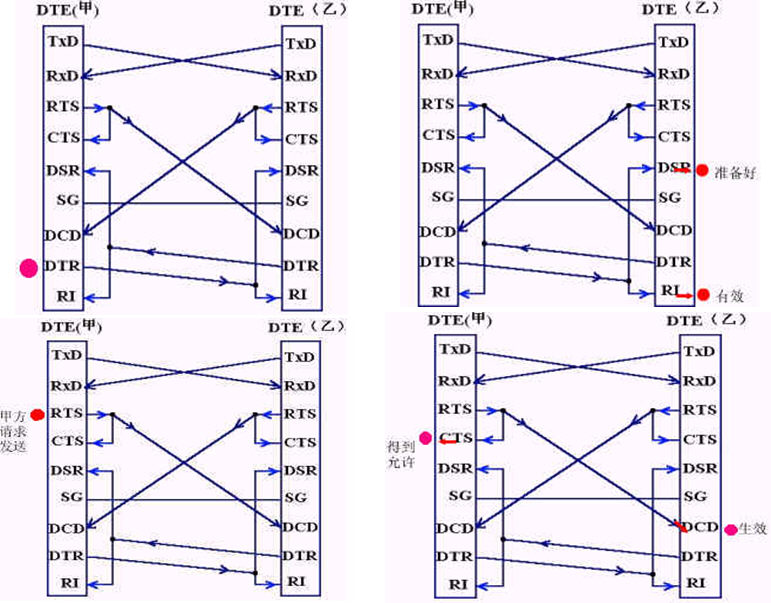 DTE(甲) DTE（乙）
TxD TxD
RxD RxD
RTS RTS
CTS CTS
DSR DSR
SG SG
DCD DCD
DTR DTR
RI RI
DTE(甲) DTE（乙）
TxD TxD
RxD RxD
RTS RTS
CTS CTS
DSR DSR 准备好
SG SG
DCD DCD
DTR DTR
RI RI 有效
DTE(甲) DTE（乙）
TxD TxD
RxD RxD
甲方 RTS RTS
请求
发送 CTS CTS
DSR DSR
SG SG
DCD DCD
DTR DTR
RI RI
DTE(甲) DTE（乙）
TxD TxD
RxD RxD
RTS RTS
得到 CTS CTS
允许 DSR DSR
SG SG
DCD DCD 生效
DTR DTR
RI RI